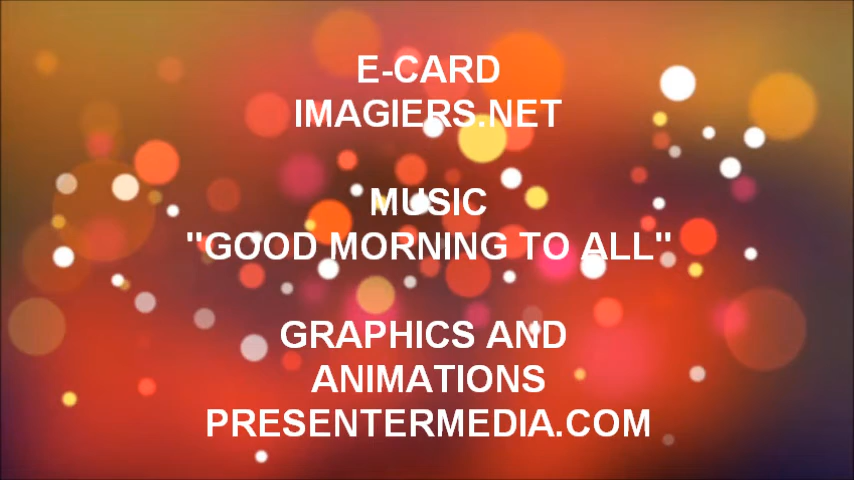 E-CARD
IMAGIERS.NET
MUSIC
"GOOD MORNING TO ALL"
GRAPHICS AND
ANIMATIONS
PRESENTERMEDIA.COM